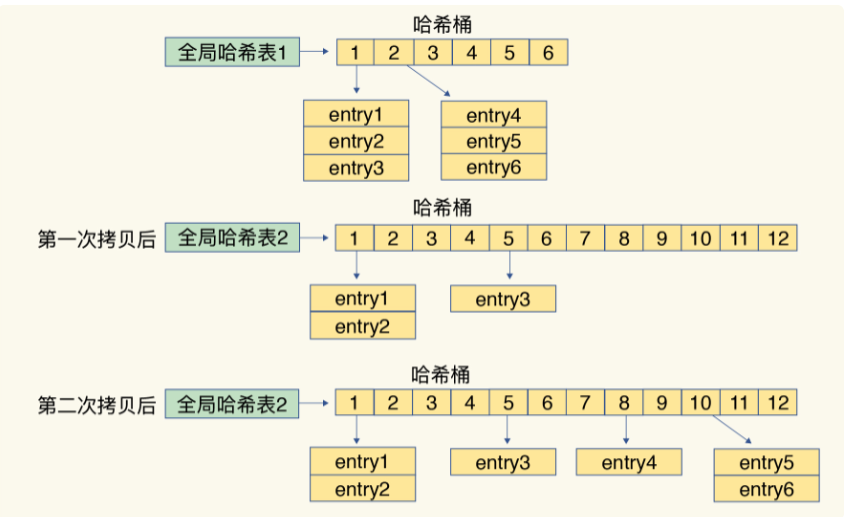 哈希桶
全局哈希表1 1 2 3 4 5 6
entry1 entry4
entry2 entry5
entry3 entry6
哈希桶
第一次拷贝后 全局哈希表2 1 2 3 4 5 6 7 8 9 10 11 12
entry1 entry3
entry2
哈希桶
第二次拷贝后 全局哈希表2 1 2 3 4 5 6 7 8 9 10 11 12
entry1 entry3 entry4 entry5
entry2 entry6